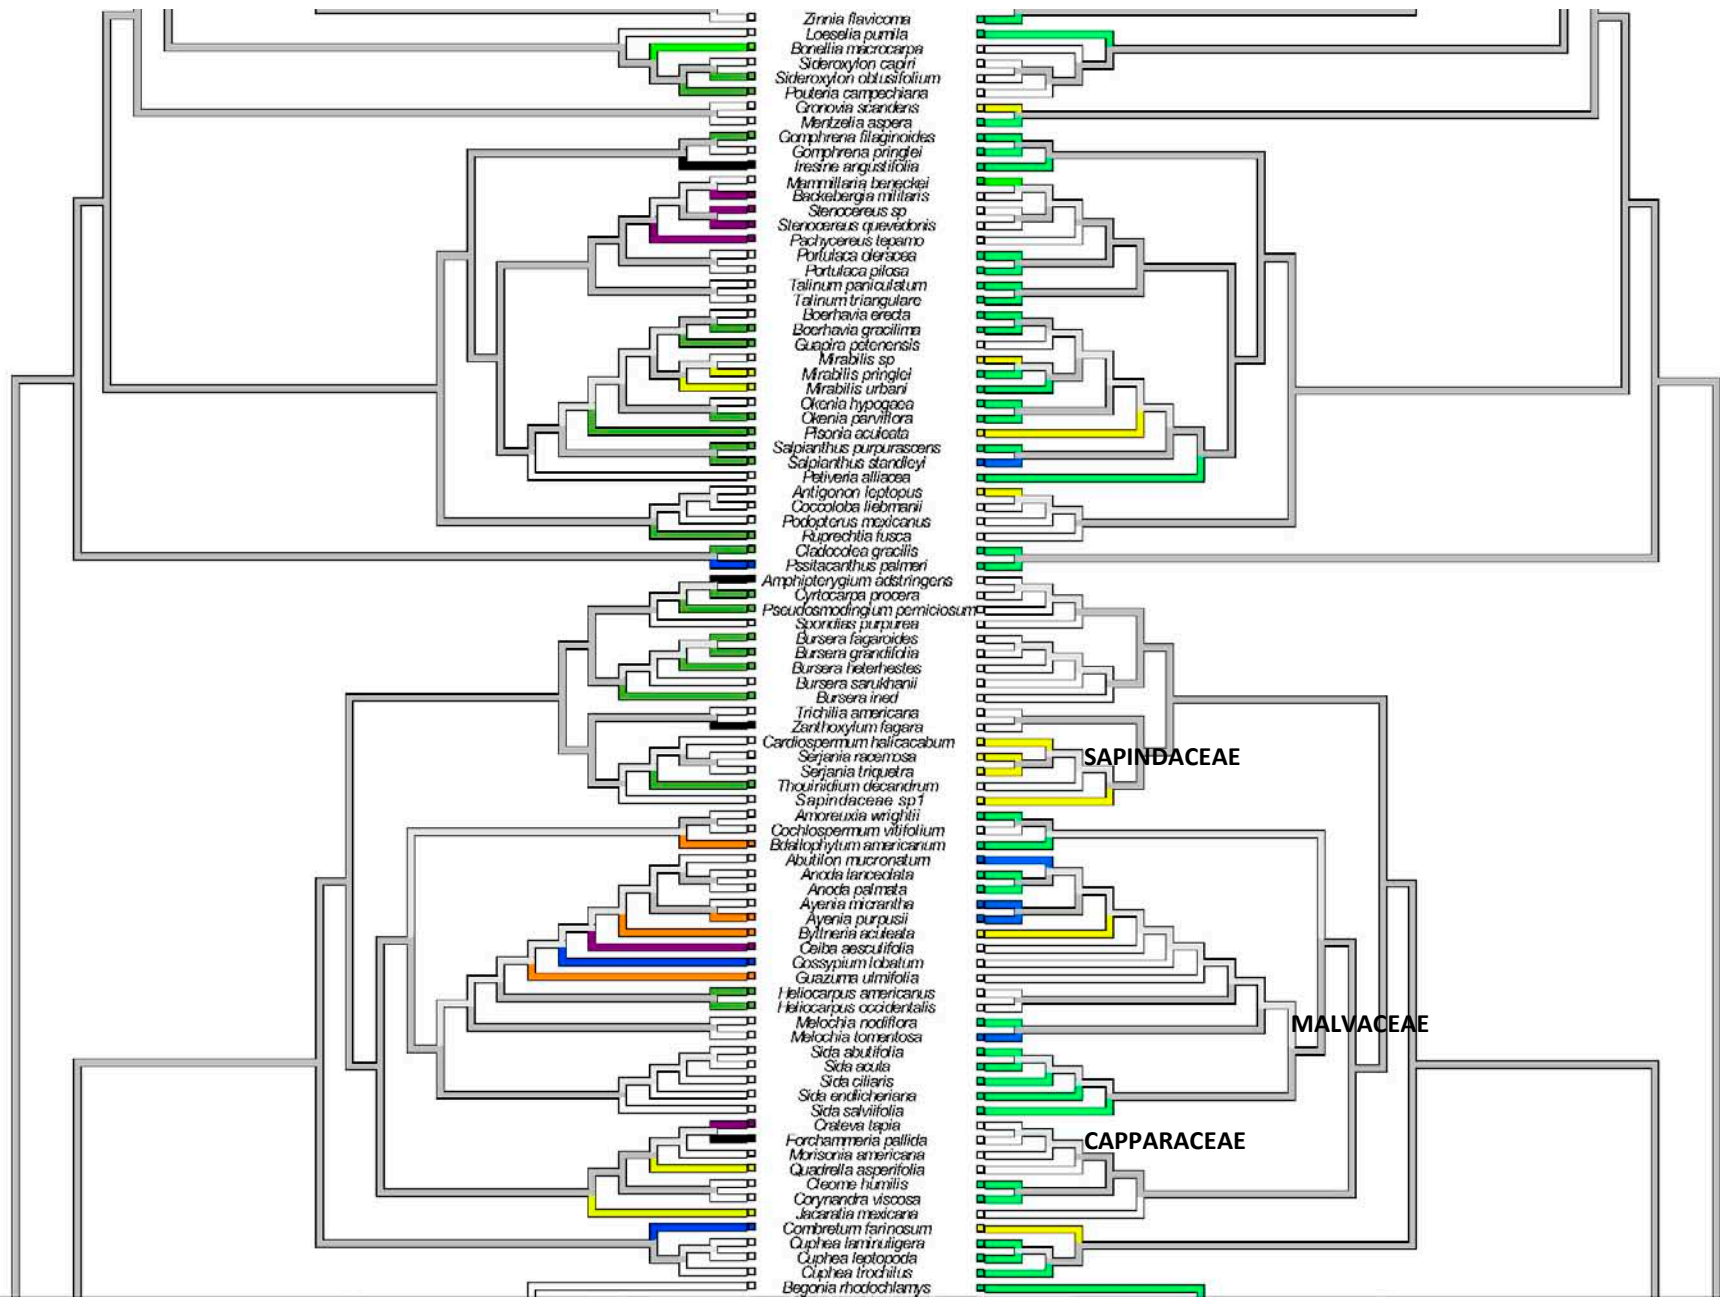 Zinnia flavicoma
Loeselia pumila
Bonellia macrocarpa
Sideroxylon capiri
Sideroxylon obtusifolium
Pouteria campechiana
Gronovia scandens
Mentzelia aspera
Gomphrena filaginoides
Gomphrena pringlei
Iresine angustifolia
Mammillaria beneckei
Backebergia militaris
Stenocereus sp
Stenocereus quevedonis
Pachycereus tepamo
Portulaca oleracea
Portulaca pilosa
Talinum paniculatum
Talinum triangulare
Boerhavia erecta
Boerhavia gracilima
Guapira petenensis
Mirabilis sp
Mirabilis pringlei
Mirabilis urbani
Okenia hypogaea
Okenia parviflora
Pisonia aculeata
Salpianthus purpurascens
Salpianthus standleyi
Petiveria alliacea
Antigonon leptopus
Coccoloba liebmanii
Podopterus mexicanus
Ruprechtia fusca
Cladocolea gracilis
Pssitacanthus palmeri
Amphipterygium adstringens
Cyrtocarpa procera
Pseudosmodingium perniciosum
Spondias purpurea
Bursera fagaroides
Bursera grandifolia
Bursera heterhestes
Bursera sarukhanii
Bursera ined
Trichilia americana
Zanthoxylum fagara
Cardiospermum halicacabum
Serjania racemosa
SAPINDACEAE
Serjania triquetra
Thouinidium decandrum
Sapindaceae sp1
Amoreuxia wrightii
Cochlospermum vitifolium
Bdallophytum americanum
Abutilon mucronatum
Anoda lanceolata
Anoda palmata
Ayenia micrantha
Ayenia purpusii
Byttneria aculeata
Ceiba aesculifolia
Gossypium lobatum
Guazuma ulmifolia
Heliocarpus americanus
Heliocarpus occidentalis
Melochia nodiflora
MALVACEAE
Melochia tomentosa
Sida abutifolia
Sida acuta
Sida ciliaris
Sida endlicheriana
Sida salviifolia
Crateva tapia
Forchammeria pallida
CAPPARACEAE
Morisonia americana
Quadrella asperifolia
Cleome humilis
Corynandra viscosa
Jacaratia mexicana
Combretum farinosum
Cuphea laminuligera
Cuphea leptopoda
Cuphea trochilus
Begonia rhodochlamys